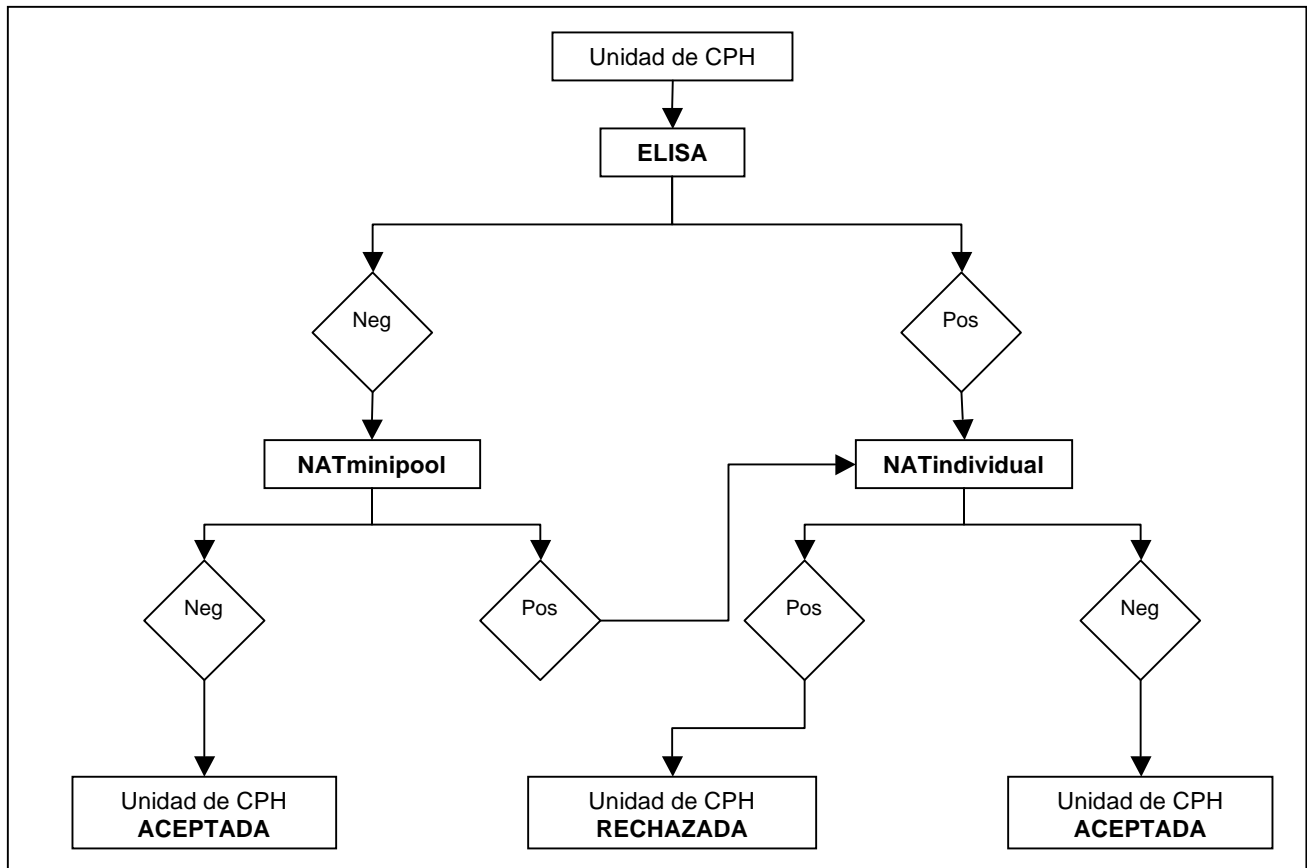 Unidad de CPH
ELISA
Neg
Pos
NATminipool
NATindividual
Neg
Pos
Pos
Neg
Unidad de CPH
ACEPTADA
Unidad de CPH
RECHAZADA
Unidad de CPH
ACEPTADA